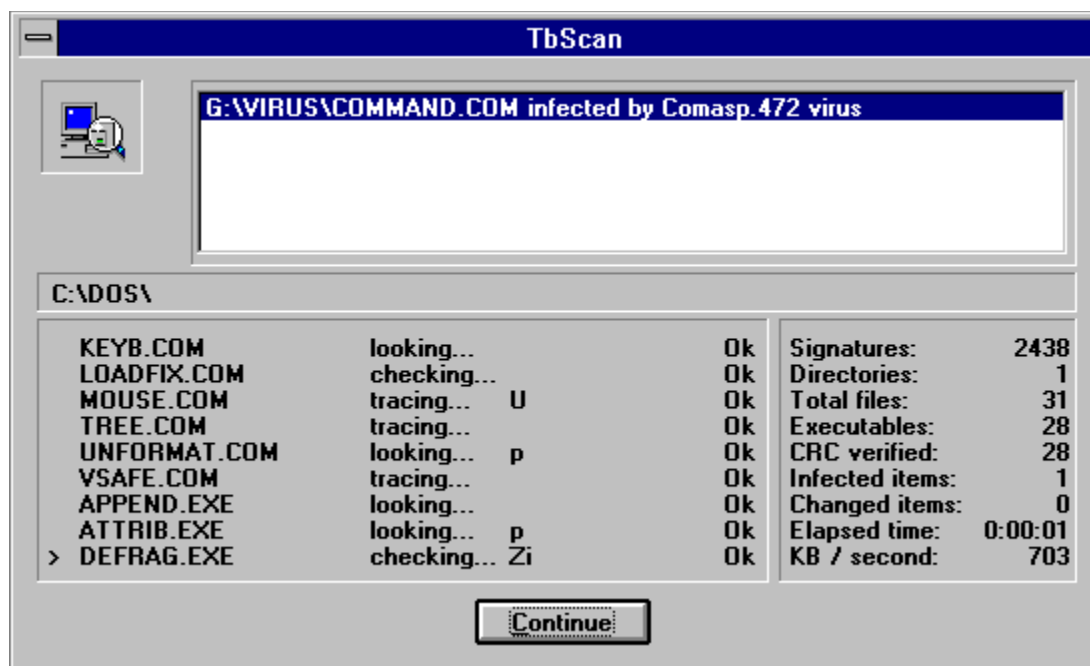 TbScan
G:\VIRUS\COMMAND.COM infected by Comasp.472 virus
C:\DOS\
KEYB.COM looking... Ok
LOADFIX.COM checking... Ok
MOUSE.COM tracing... U Ok
TREE.COM tracing... Ok
UNFORMAT.COM looking... p Ok
VSAFE.COM tracing... Ok
APPEND.EXE looking... Ok
ATTRIB.EXE looking... p Ok
> DEFRAG.EXE checking... Zi Ok
Signatures: 2438
Directories: 1
Total files: 31
Executables: 28
CRC verified: 28
Infected items: 1
Changed items: 0
Elapsed time: 0:00:01
KB / second: 703
Continue